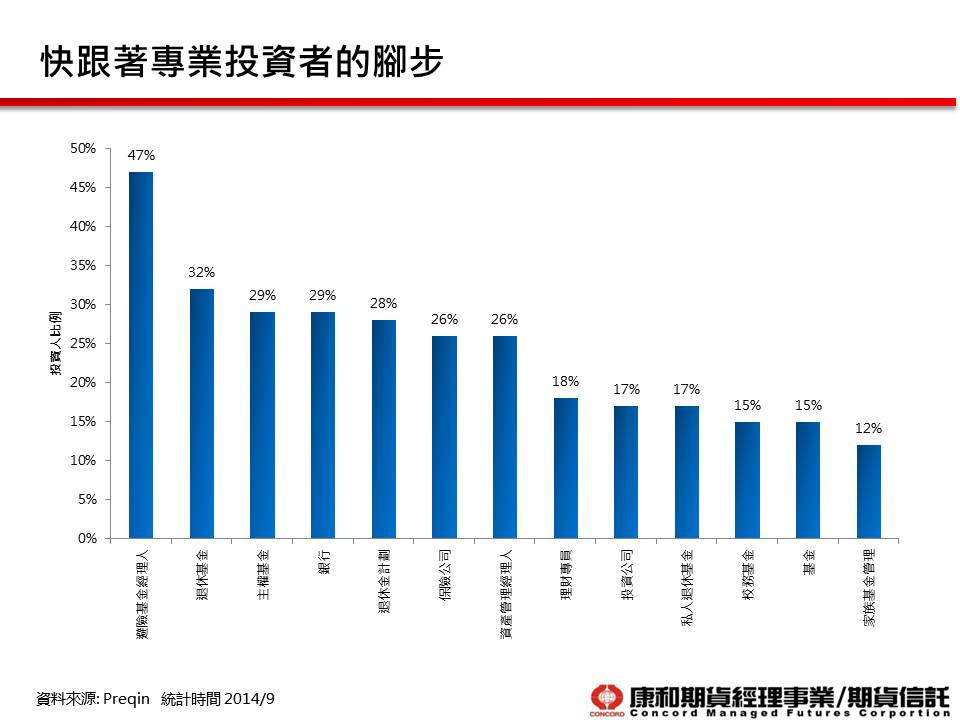 快跟著專業投資者的腳步
50%
45%
40%
35%
30%
25%
20%
15%
10%
5%
0%
投資人比例
47%
32%
29%
29%
28%
26%
26%
18%
17%
17%
15%
15%
12%
避險基金經理人
退休基金
主權基金
銀行
退休金計劃
保險公司
資產管理經理人
理財專員
投資公司
私人退休基金
校務基金
基金
家族基金管理
資料來源: Preqin 統計時間 2014/9
CONCORD
康和期貨經理事業/期貨信託
Concord Managed Futures Corporation